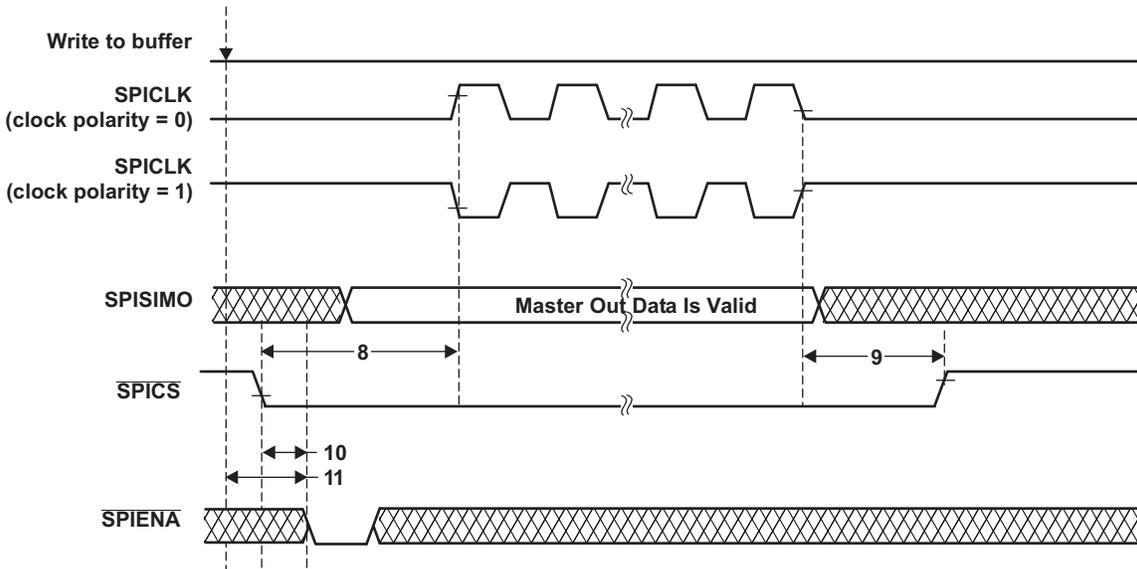 Write to buffer
SPICLK
(clock polarity = 0)
SPICLK
(clock polarity = 1)
SPISIMO
Master Out Data Is Valid
8
9
SPICS
10
11
SPIENA